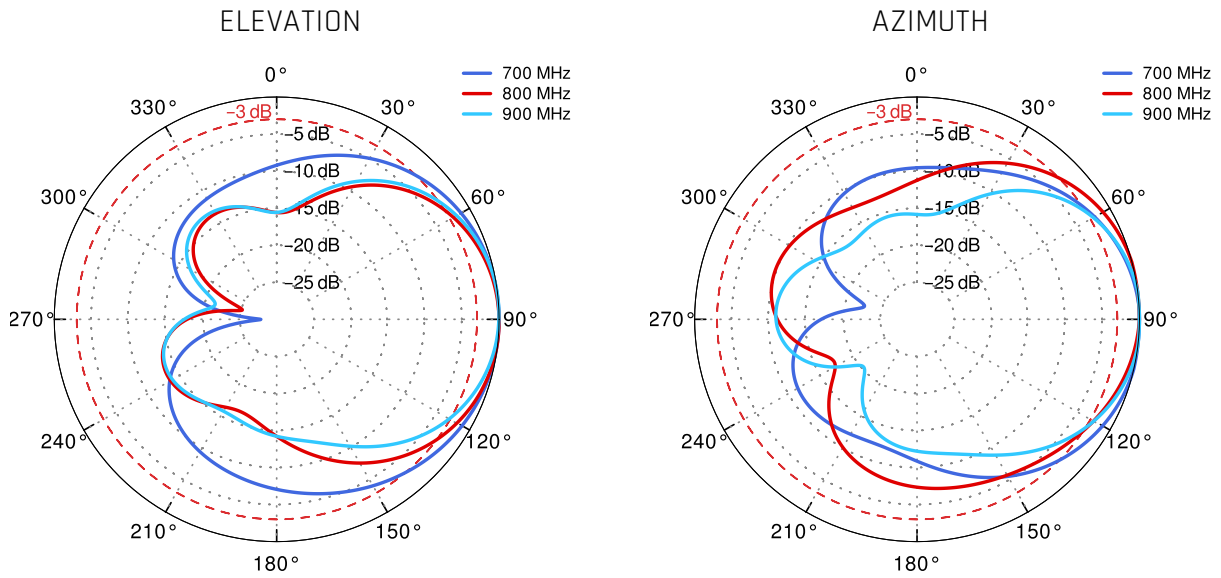 ELEVATION
0°
30°
60°
90°
120°
150°
180°
210°
240°
270°
300°
330°
−3 dB
−5 dB
−10 dB
−15 dB
−20 dB
−25 dB
700 MHz
800 MHz
900 MHz
AZIMUTH
0°
30°
60°
90°
120°
150°
180°
210°
240°
270°
300°
330°
−3 dB
−5 dB
−10 dB
−15 dB
−20 dB
−25 dB
700 MHz
800 MHz
900 MHz